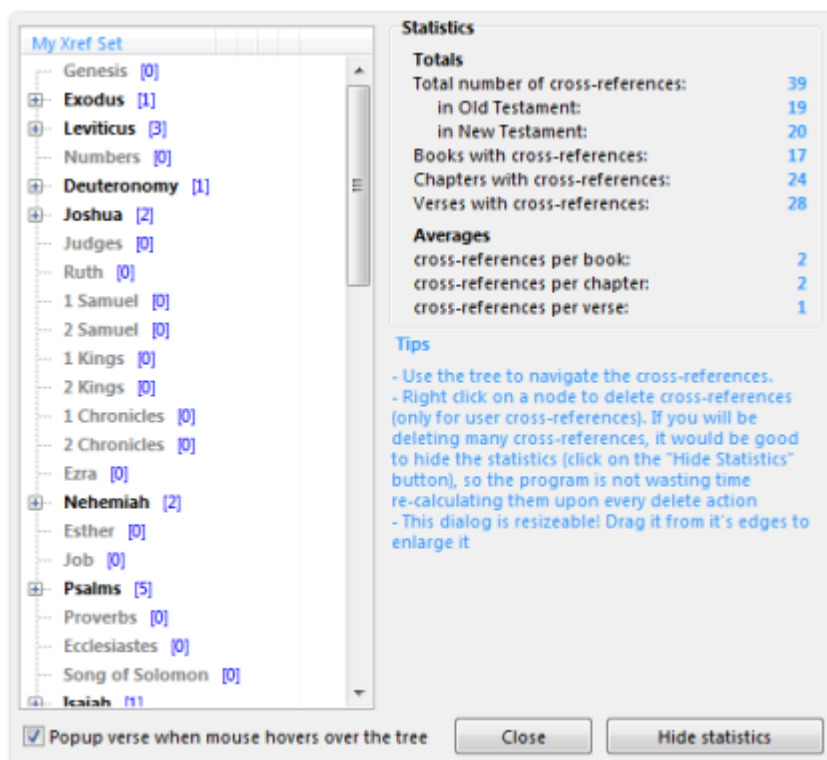 My Xref Set
Genesis [0]
Exodus [1]
Leviticus [3]
Numbers [0]
Deuteronomy [1]
Joshua [2]
Judges [0]
Ruth [0]
1 Samuel [0]
2 Samuel [0]
1 Kings [0]
2 Kings [0]
1 Chronicles [0]
2 Chronicles [0]
Ezra [0]
Nehemiah [2]
Esther [0]
Job [0]
Psalms [5]
Proverbs [0]
Ecclesiastes [0]
Song of Solomon [0]
Isaiah [1]
Statistics
Totals
Total number of cross-references: 39
in Old Testament: 19
in New Testament: 20
Books with cross-references: 17
Chapters with cross-references: 24
Verses with cross-references: 28
Averages
cross-references per book: 2
cross-references per chapter: 2
cross-references per verse: 1
Tips
- Use the tree to navigate the cross-references.
- Right click on a node to delete cross-references
(only for user cross-references). If you will be
deleting many cross-references, it would be good
to hide the statistics (click on the "Hide Statistics"
button), so the program is not wasting time
re-calculating them upon every delete action
- This dialog is resizeable! Drag it from it's edges to
enlarge it
Popup verse when mouse hovers over the tree
Close
Hide statistics